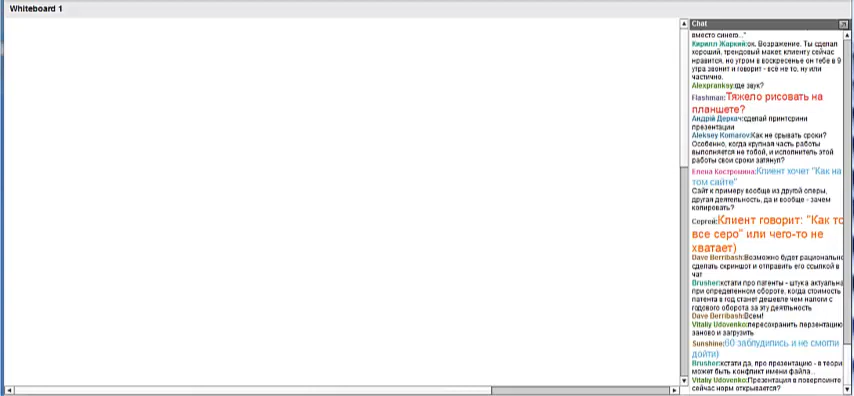 Whiteboard 1
Chat
вместо синего..."
Кирилл Жаркий:ок. Возражение. Ты сделал
хороший, трендовый макет, клиенту сейчас
нравится, но утром в воскресенье он тебе в 9
утра звонит и говорит - всё не то, ну или
частично.
Alexpranksy:где звук?
Flashman:Тяжело рисовать на
планшете?
Андрій Деркач:сделай принтскрини
презентации
Aleksey Komarov:Как не срывать сроки?
Особенно, когда крупная часть работы
выполняется не тобой, и исполнитель этой
работы свои сроки затянул?
Елена Костромина:Клиент хочет "Как на
том сайте"
Сайт к примеру вообще из другой оперы,
другая деятельность, да и вообще - зачем
копировать?
Сергей:Клиент говорит: "Как то
все серо" или чего-то не
хватает)
Dave Berribash:Возможно будет рационально
сделать скриншот и отправить его ссылкой в
чат
Brusher:кстати про патенты - штука актуальна
при определенном обороте, когда стоимость
патента в год станет дешевле чем налоги с
годового оборота за эту деятльность
Dave Berribash:Всем!
Vitaliy Udovenko:пересохранить перзентацию
заново и загрузить
Sunshine:60 заблудились и не смогли
дойти)
Brusher:кстати да, про презентацию - в теори
может быть конфликт имени файла...
Vitaliy Udovenko:Презентация в поверпоинте
сейчас норм открывается?